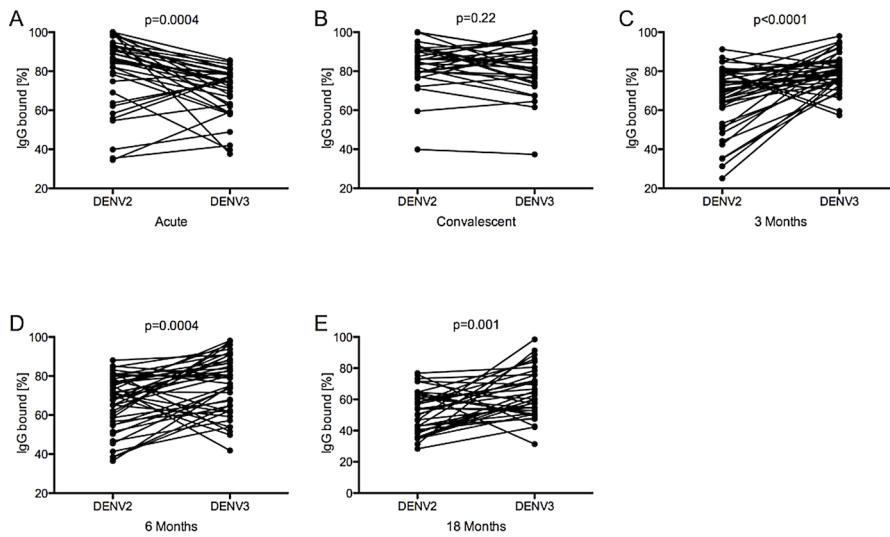 A
p=0.0004
IgG bound [%]
100
80
60
40
20
DENV2
DENV3
Acute
B
p=0.22
IgG bound [%]
100
80
60
40
20
DENV2
DENV3
Convalescent
C
p<0.0001
IgG bound [%]
100
80
60
40
20
DENV2
DENV3
3 Months
D
p=0.0004
IgG bound [%]
100
80
60
40
20
DENV2
DENV3
6 Months
E
p=0.001
IgG bound [%]
100
80
60
40
20
0
DENV2
DENV3
18 Months